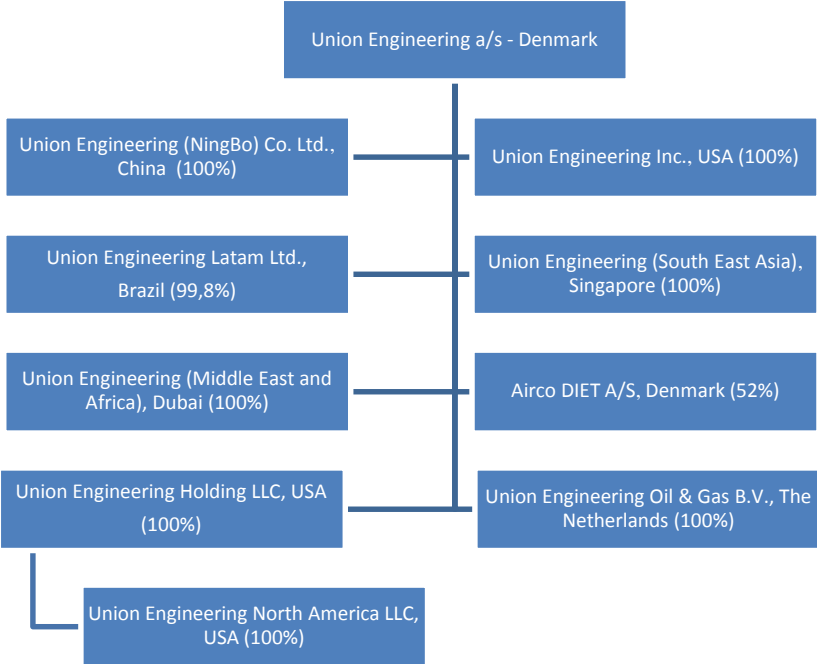 Union Engineering a/s - Denmark
Union Engineering (NingBo) Co. Ltd.,
China (100%)
Union Engineering Inc., USA (100%)
Union Engineering Latam Ltd.,
Brazil (99,8%)
Union Engineering (South East Asia),
Singapore (100%)
Union Engineering (Middle East and
Africa), Dubai (100%)
Airco DIET A/S, Denmark (52%)
Union Engineering Holding LLC, USA
(100%)
Union Engineering Oil & Gas B.V., The
Netherlands (100%)
Union Engineering North America LLC,
USA (100%)